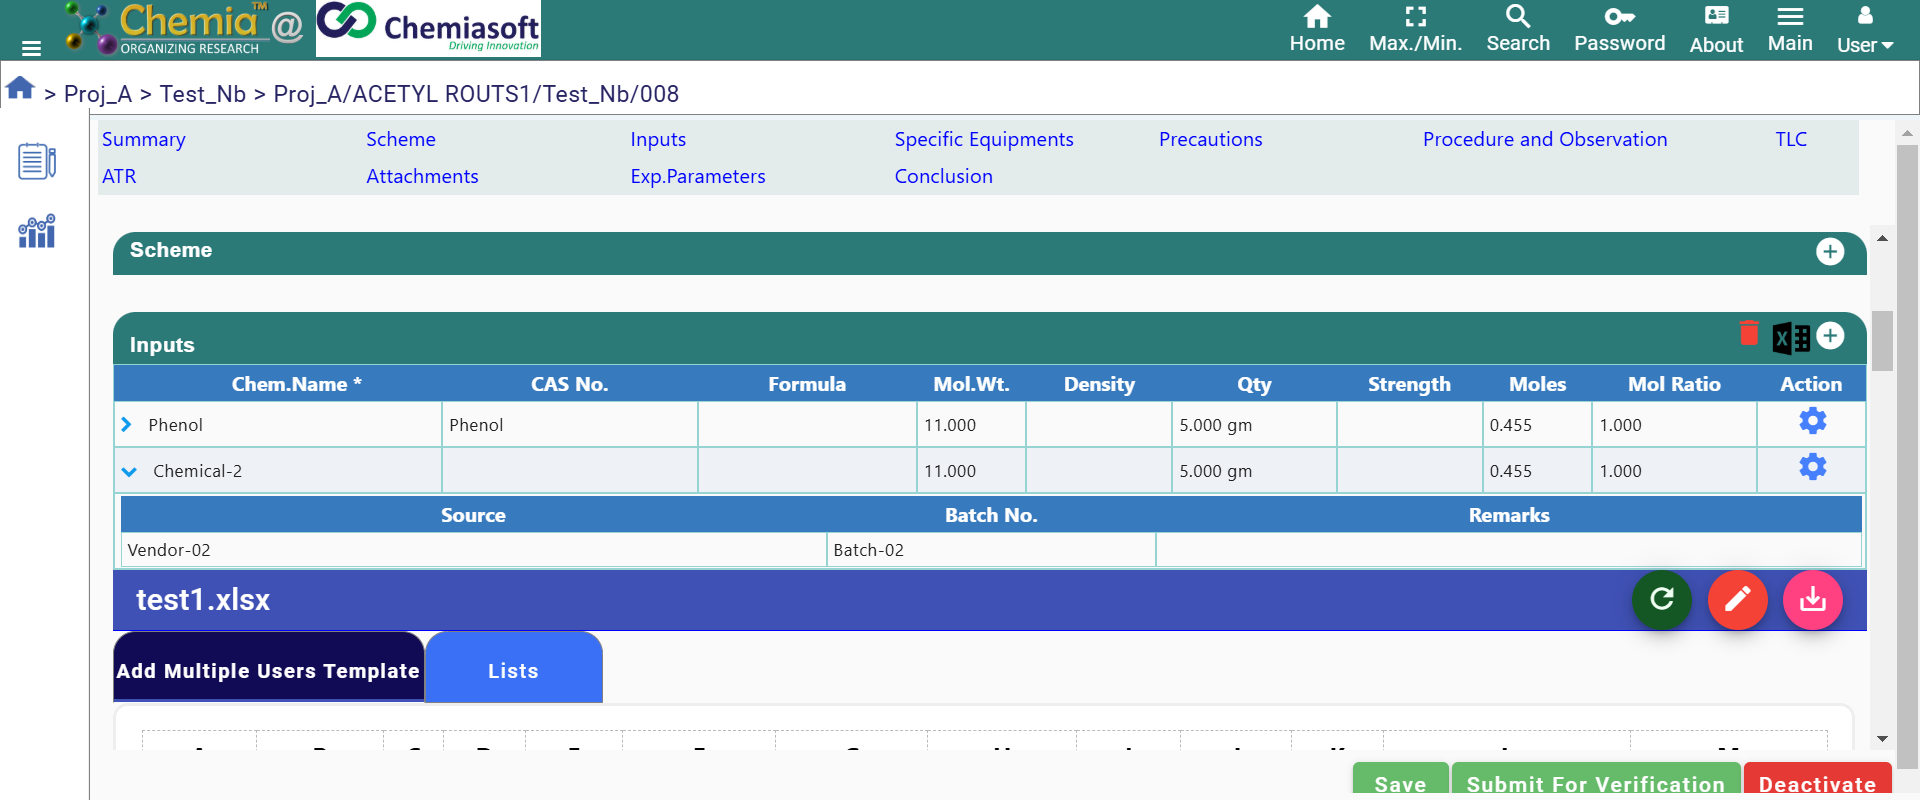 Chemia™ @ Chemiasoft
ORGANIZING RESEARCH
Driving Innovation
Home Max./Min. Search Password About Main User
> Proj_A > Test_Nb > Proj_A/ACETYL ROUTS1/Test_Nb/008
Summary Scheme Inputs Specific Equipments Precautions Procedure and Observation TLC
ATR Attachments Exp.Parameters Conclusion
Scheme
Inputs
Chem.Name * CAS No. Formula Mol.Wt. Density Qty Strength Moles Mol Ratio Action
Phenol Phenol 11.000 5.000 gm 0.455 1.000
Chemical-2 11.000 5.000 gm 0.455 1.000
Source Batch No. Remarks
Vendor-02 Batch-02
test1.xlsx
Add Multiple Users Template Lists
Save Submit For Verification Deactivate